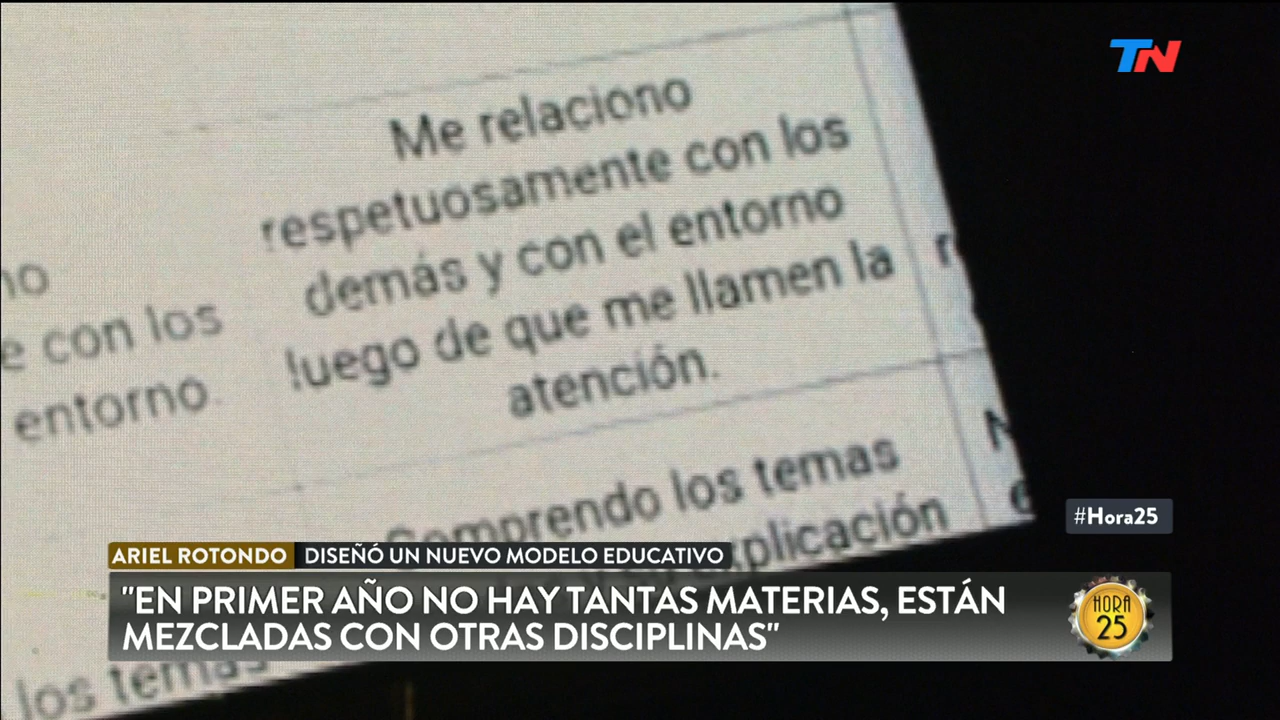 TN
Me relaciono
respetuosamente con los
demás y con el entorno
luego de que me llamen la
atención.
con los
entorno.
Comprendo los temas
explicación
los temas
#Hora25
ARIEL ROTONDO DISEÑÓ UN NUEVO MODELO EDUCATIVO
"EN PRIMER AÑO NO HAY TANTAS MATERIAS, ESTÁN
MEZCLADAS CON OTRAS DISCIPLINAS"
HORA
25